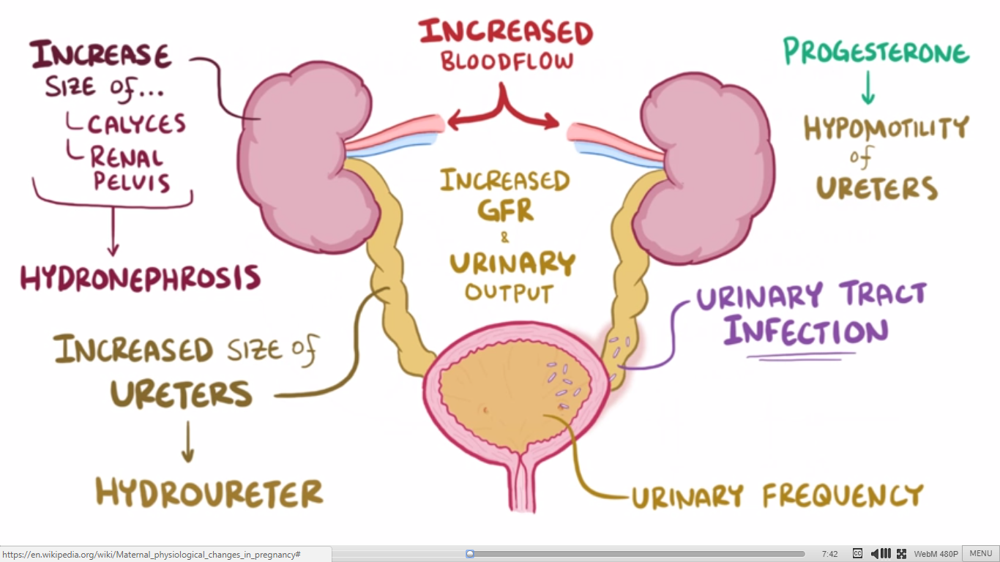 INCREASE
SIZE of...
CALYCES
RENAL
PELVIS
HYDRONEPHROSIS
INCREASED SIZE of
URETERS
HYDROURETER
INCREASED
BLOODFLOW
INCREASED
GFR
&
URINARY
OUTPUT
PROGESTERONE
HYPOMOTILITY
of
URETERS
URINARY TRACT
INFECTION
URINARY FREQUENCY
https://en.wikipedia.org/wiki/Maternal_physiological_changes_in_pregnancy#
7:42
CC
WebM 480P
MENU